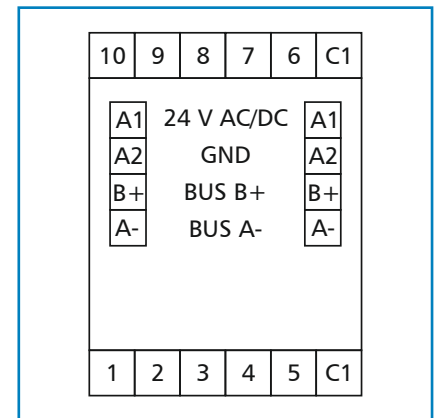 10 9 8 7 6 C1
A1 24 V AC/DC A1
A2 GND A2
B+ BUS B+ B+
A- BUS A- A-
1 2 3 4 5 C1